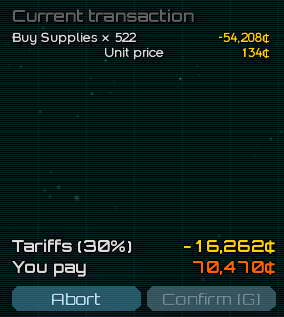 Current transaction
Buy Supplies × 522 -54,208¢
Unit price 134¢
Tariffs (30%) -16,262¢
You pay 70,470¢
Abort Confirm [G]